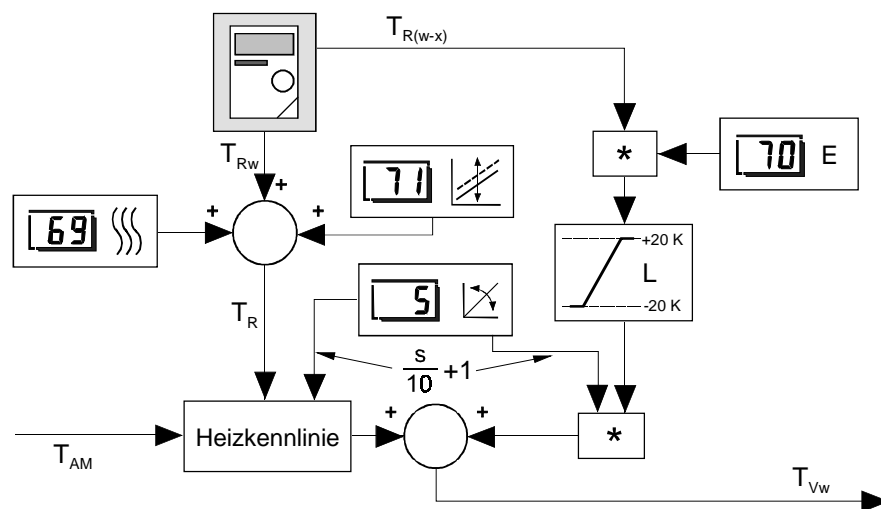 T_R(w-x)
T_Rw
+
71
*
70 E
69
+
+
+20 K
L
-20 K
T_R
5
s/10 +1
T_AM
Heizkennlinie
+
+
*
T_Vw